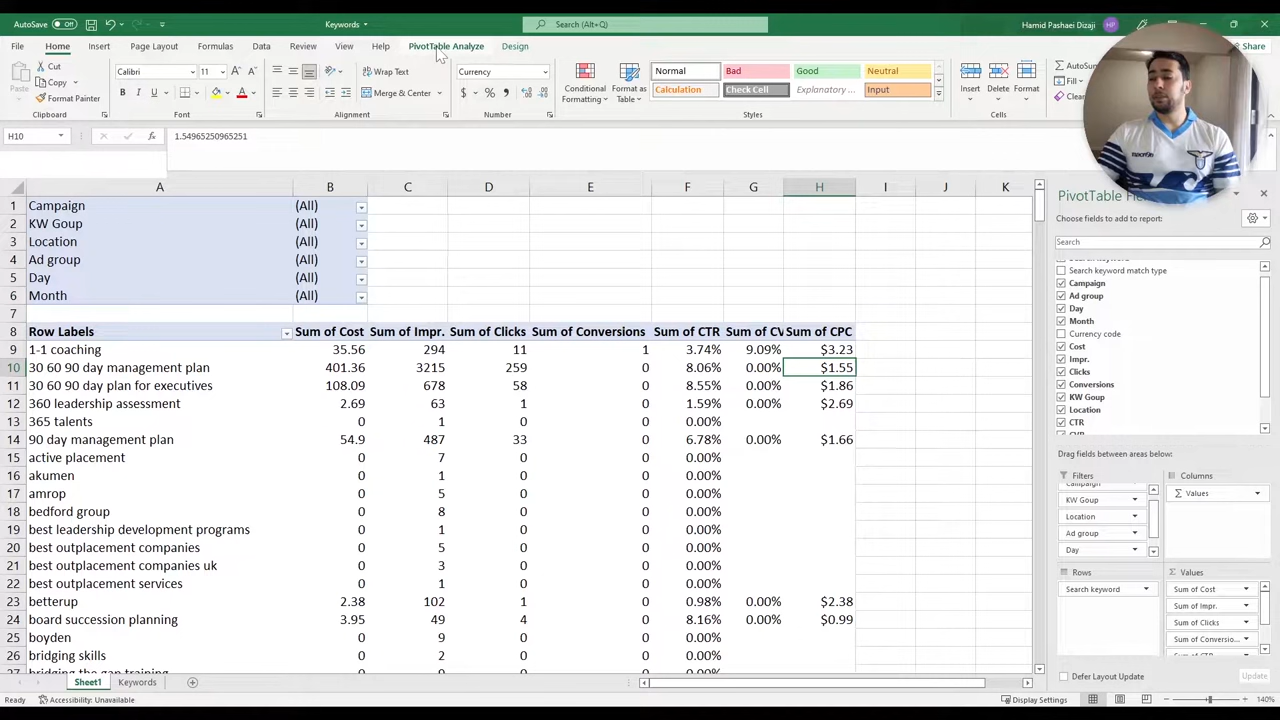 AutoSave Off
Keywords
Search (Alt+Q)
Hamid Pashaei Dizaji HP
File Home Insert Page Layout Formulas Data Review View Help PivotTable Analyze Design Share
Cut
Copy
Format Painter
Paste
Clipboard
Calibri 11
B I U
Font
Wrap Text
Merge & Center
Alignment
Currency
$ % ,
Number
Conditional Formatting
Format as Table
Normal Bad Good Neutral
Calculation Check Cell Explanatory ... Input
Styles
Insert Delete Format
Cells
AutoSum
Fill
Clear
H10 fx 1.54965250965251
A B C D E F G H I J K
1 Campaign (All)
2 KW Goup (All)
3 Location (All)
4 Ad group (All)
5 Day (All)
6 Month (All)
7
8 Row Labels Sum of Cost Sum of Impr. Sum of Clicks Sum of Conversions Sum of CTR Sum of CV Sum of CPC
9 1-1 coaching 35.56 294 11 1 3.74% 9.09% $3.23
10 30 60 90 day management plan 401.36 3215 259 0 8.06% 0.00% $1.55
11 30 60 90 day plan for executives 108.09 678 58 0 8.55% 0.00% $1.86
12 360 leadership assessment 2.69 63 1 0 1.59% 0.00% $2.69
13 365 talents 0 1 0 0 0.00%
14 90 day management plan 54.9 487 33 0 6.78% 0.00% $1.66
15 active placement 0 7 0 0 0.00%
16 akumen 0 1 0 0 0.00%
17 amrop 0 5 0 0 0.00%
18 bedford group 0 8 0 0 0.00%
19 best leadership development programs 0 1 0 0 0.00%
20 best outplacement companies 0 5 0 0 0.00%
21 best outplacement companies uk 0 3 0 0 0.00%
22 best outplacement services 0 1 0 0 0.00%
23 betterup 2.38 102 1 0 0.98% 0.00% $2.38
24 board succession planning 3.95 49 4 0 8.16% 0.00% $0.99
25 boyden 0 9 0 0 0.00%
26 bridging skills 0 2 0 0 0.00%
27 bridging the gap training
PivotTable Fie
Choose fields to add to report:
Search
Search keyword match type
Campaign
Ad group
Day
Month
Currency code
Cost
Impr.
Clicks
Conversions
KW Goup
Location
CTR
Drag fields between areas below:
Filters
Campaign
KW Goup
Location
Ad group
Day
Columns
Σ Values
Rows
Search keyword
Σ Values
Sum of Cost
Sum of Impr.
Sum of Clicks
Sum of Conversio...
Sum of CTR
Defer Layout Update Update
Sheet1 Keywords
Ready Accessibility: Unavailable Display Settings 140%